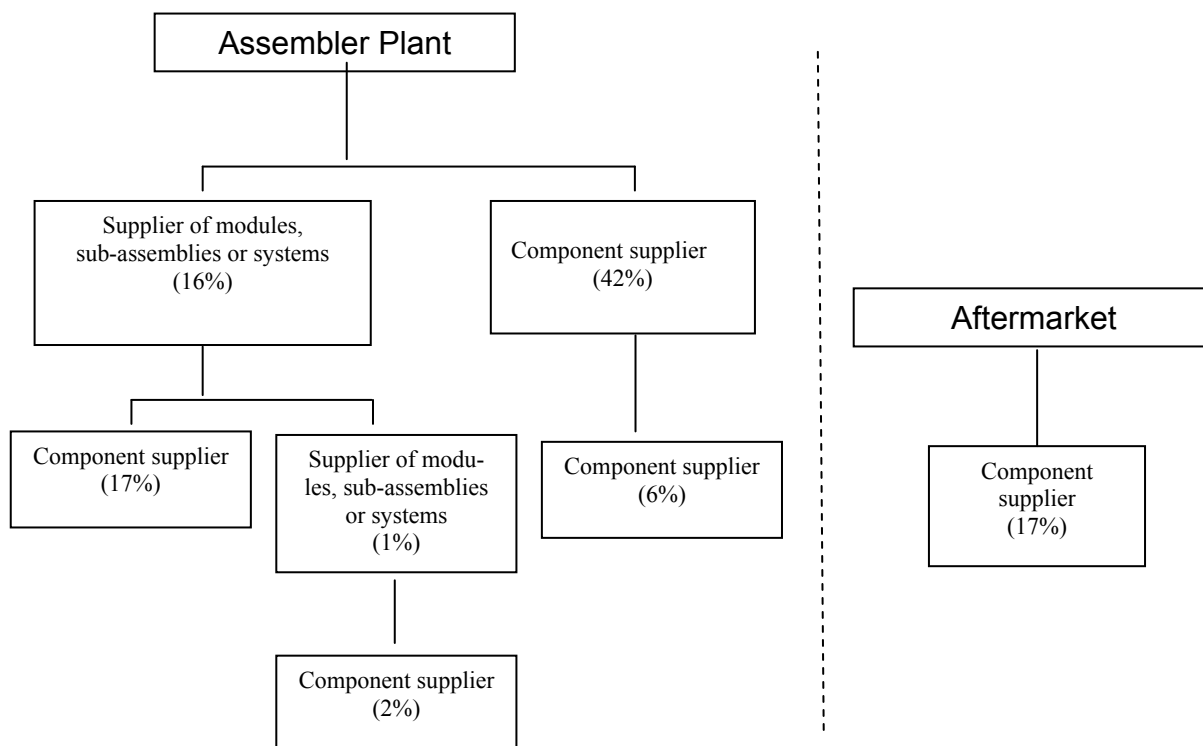 Assembler Plant
Supplier of modules,
sub-assemblies or systems
(16%)
Component supplier
(42%)
Aftermarket
Component supplier
(17%)
Supplier of modu-
les, sub-assemblies
or systems
(1%)
Component supplier
(6%)
Component
supplier
(17%)
Component supplier
(2%)